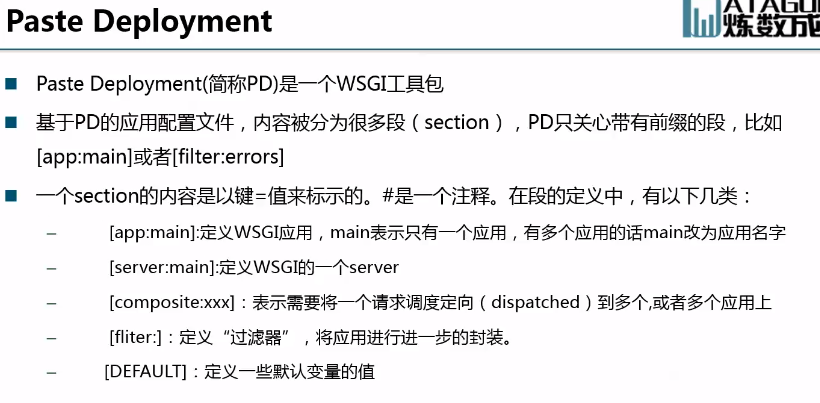 Paste Deployment
ATAGU
炼数成
■ Paste Deployment(简称PD)是一个WSGI工具包
■ 基于PD的应用配置文件，内容被分为很多段（section），PD只关心带有前缀的段，比如
[app:main]或者[filter:errors]
■ 一个section的内容是以键=值来标示的。#是一个注释。在段的定义中，有以下几类：
– [app:main]:定义WSGI应用，main表示只有一个应用，有多个应用的话main改为应用名字
– [server:main]:定义WSGI的一个server
– [composite:xxx]：表示需要将一个请求调度定向（dispatched）到多个,或者多个应用上
– [fliter:]：定义“过滤器”，将应用进行进一步的封装。
– [DEFAULT]：定义一些默认变量的值